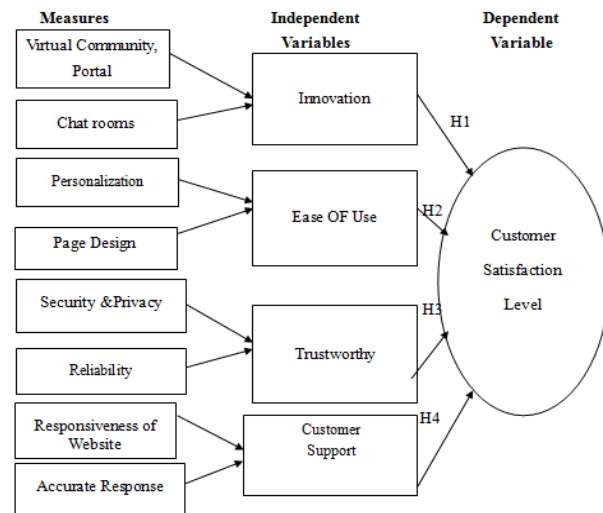 Measures
Independent
Variables
Dependent
Variable
Virtual Community,
Portal
Chat rooms
Personalization
Page Design
Security &Privacy
Reliability
Responsiveness of
Website
Accurate Response
Innovation
Ease OF Use
Trustworthy
Customer
Support
H1
H2
H3
H4
Customer
Satisfaction
Level